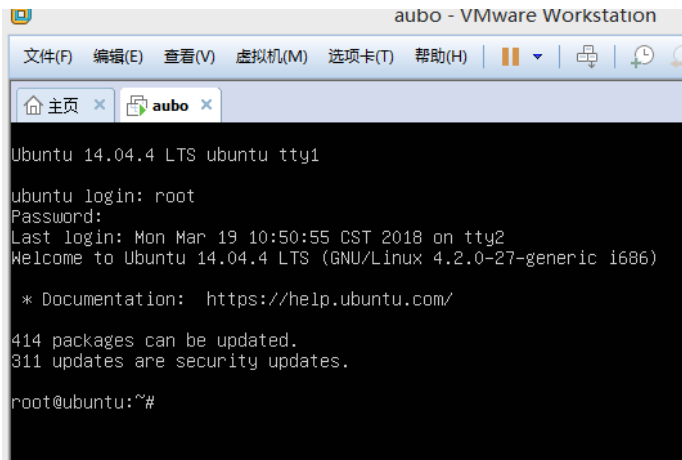 aubo - VMware Workstation
文件(F) 编辑(E) 查看(V) 虚拟机(M) 选项卡(T) 帮助(H)
主页 aubo
Ubuntu 14.04.4 LTS ubuntu tty1
ubuntu login: root
Password:
Last login: Mon Mar 19 10:50:55 CST 2018 on tty2
Welcome to Ubuntu 14.04.4 LTS (GNU/Linux 4.2.0-27-generic i686)
* Documentation:  https://help.ubuntu.com/
414 packages can be updated.
311 updates are security updates.
root@ubuntu:~#